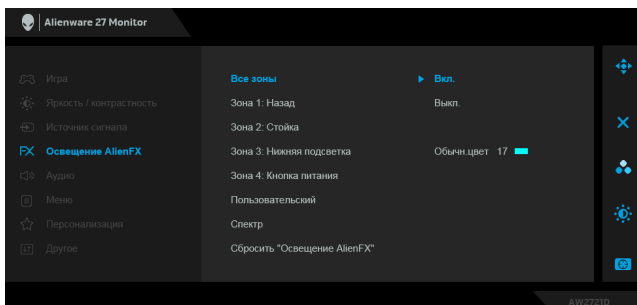 Alienware 27 Monitor
Игра
Яркость / контрастность
Источник сигнала
FX Освещение AlienFX
Аудио
Меню
Персонализация
Другое
Все зоны
Зона 1: Назад
Зона 2: Стойка
Зона 3: Нижняя подсветка
Зона 4: Кнопка питания
Пользовательский
Спектр
Сбросить "Освещение AlienFX"
Вкл.
Выкл.
Обычн.цвет 17
AW2721D